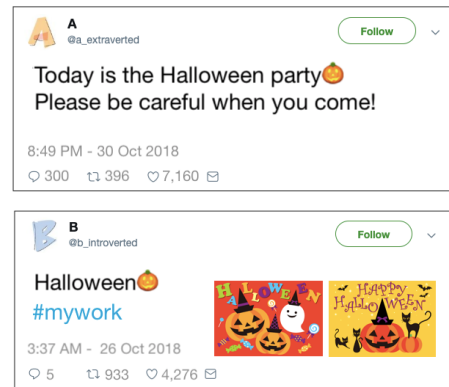 A
@a_extraverted
Follow
Today is the Halloween party🎃
Please be careful when you come!
8:49 PM - 30 Oct 2018
300 396 7,160
B
@b_introverted
Follow
Halloween🎃
#mywork
HALLOWEEN
HAPPY
HALLOWEEN
3:37 AM - 26 Oct 2018
5 933 4,276